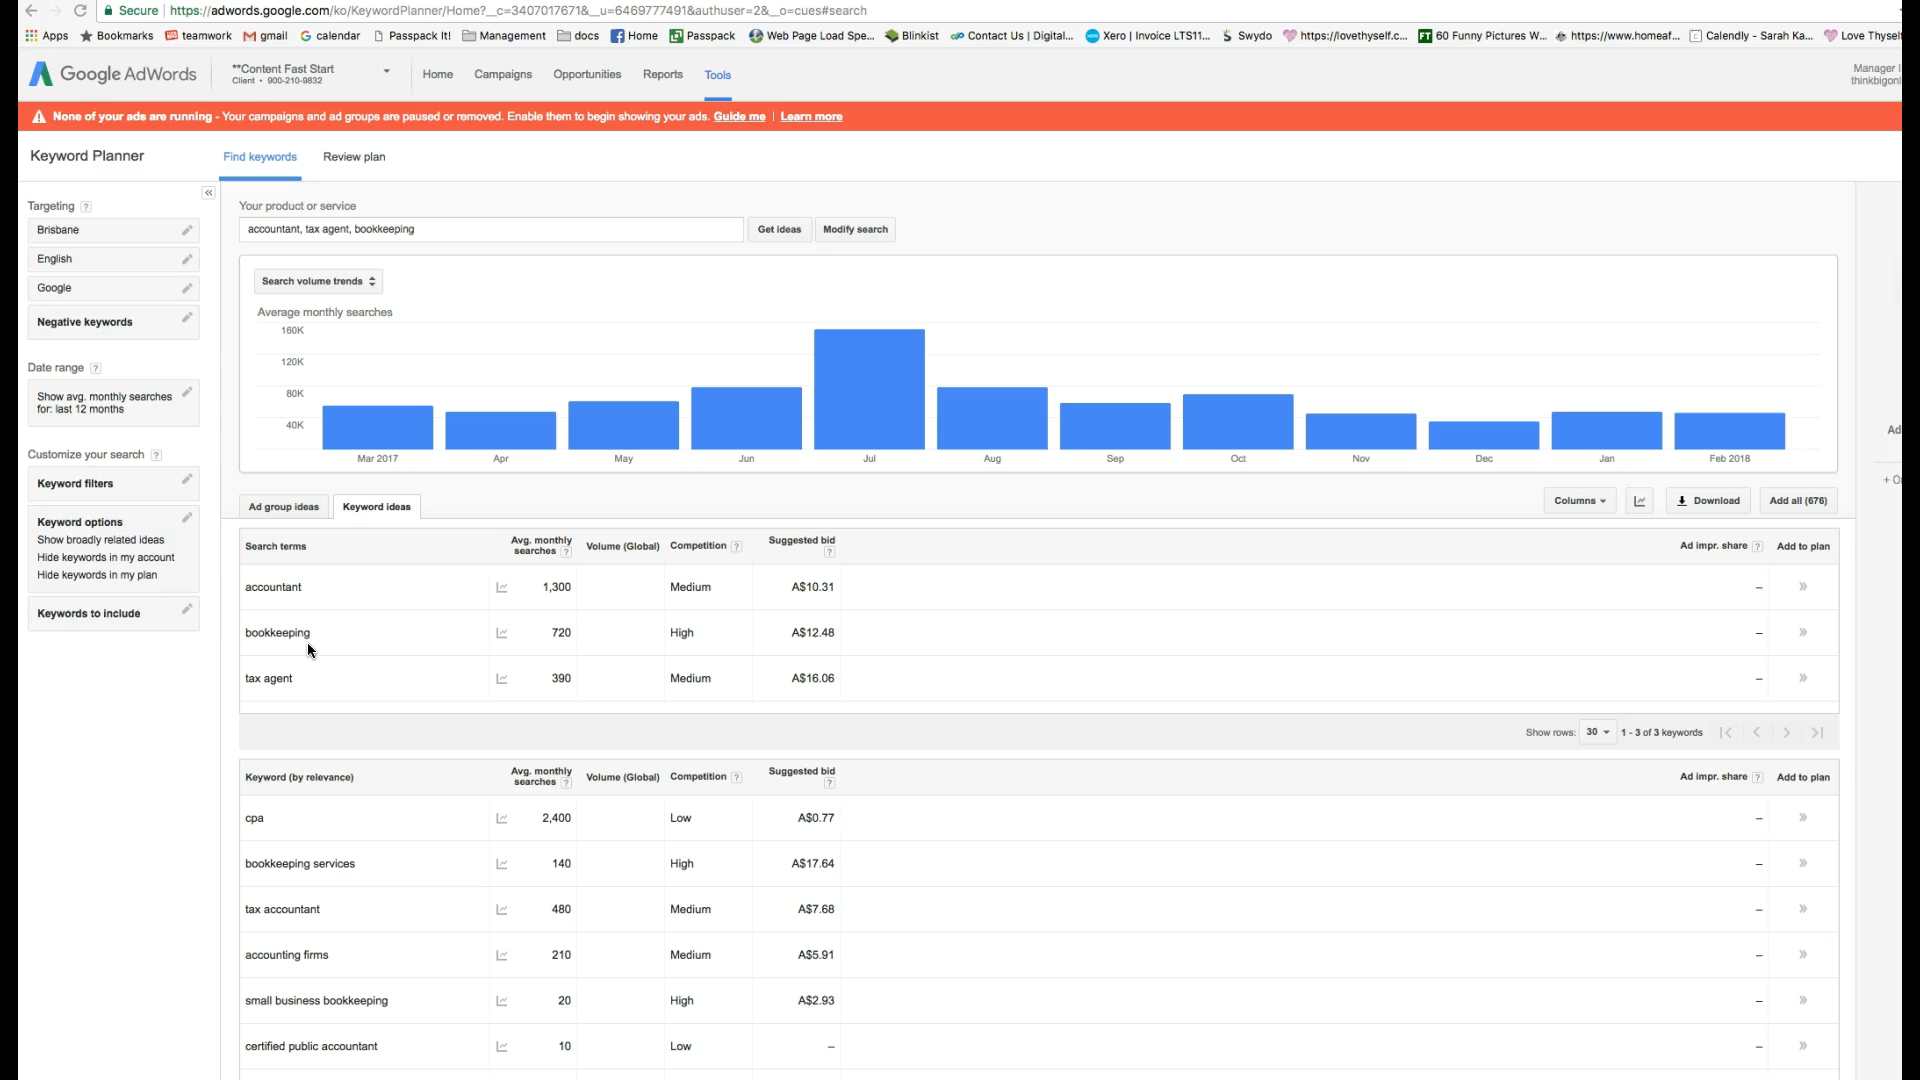 Secure https://adwords.google.com/ko/KeywordPlanner/Home?__c=3407017671&__u=6469777491&authuser=2&__o=cues#search
Apps Bookmarks teamwork gmail calendar Passpack It! Management docs Home Passpack Web Page Load Spe... Blinkist Contact Us | Digital... Xero | Invoice LTS11... Swydo https://lovethyself.c... 60 Funny Pictures W... https://www.homeaf... Calendly - Sarah Ka... Love Thysel
Google AdWords
**Content Fast Start
Client • 900-210-9832
Home Campaigns Opportunities Reports Tools
Manager I
thinkbigonl
None of your ads are running - Your campaigns and ad groups are paused or removed. Enable them to begin showing your ads. Guide me | Learn more
Keyword Planner
Find keywords Review plan
Targeting ?
Brisbane
English
Google
Negative keywords
Date range ?
Show avg. monthly searches
for: last 12 months
Customize your search ?
Keyword filters
Keyword options
Show broadly related ideas
Hide keywords in my account
Hide keywords in my plan
Keywords to include
Your product or service
accountant, tax agent, bookkeeping Get ideas Modify search
Search volume trends
Average monthly searches
160K
120K
80K
40K
Mar 2017 Apr May Jun Jul Aug Sep Oct Nov Dec Jan Feb 2018
Ad
+ O
Ad group ideas Keyword ideas Columns Download Add all (676)
Search terms Avg. monthly searches ? Volume (Global) Competition ? Suggested bid ? Ad impr. share ? Add to plan
accountant 1,300 Medium A$10.31 – »
bookkeeping 720 High A$12.48 – »
tax agent 390 Medium A$16.06 – »
Show rows: 30 1 - 3 of 3 keywords
Keyword (by relevance) Avg. monthly searches ? Volume (Global) Competition ? Suggested bid ? Ad impr. share ? Add to plan
cpa 2,400 Low A$0.77 – »
bookkeeping services 140 High A$17.64 – »
tax accountant 480 Medium A$7.68 – »
accounting firms 210 Medium A$5.91 – »
small business bookkeeping 20 High A$2.93 – »
certified public accountant 10 Low – – »